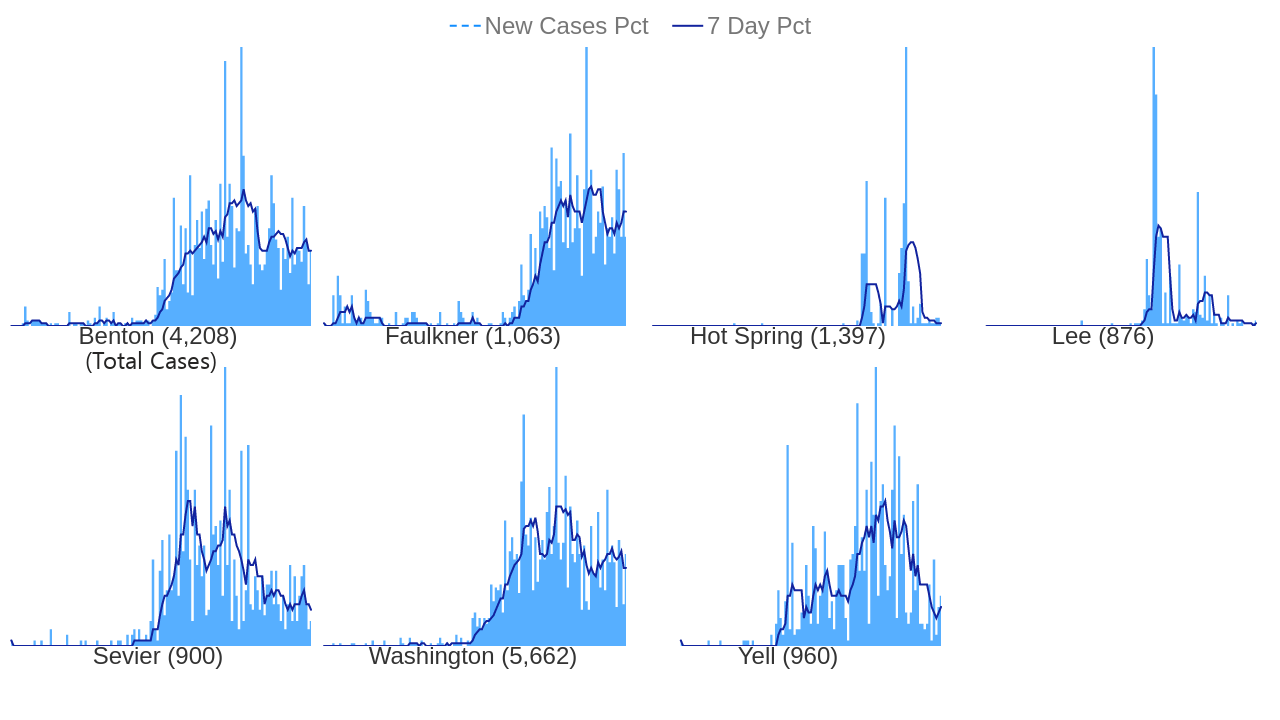 New Cases Pct 7 Day Pct
Benton (4,208) Faulkner (1,063) Hot Spring (1,397) Lee (876)
(Total Cases)
Sevier (900) Washington (5,662) Yell (960)